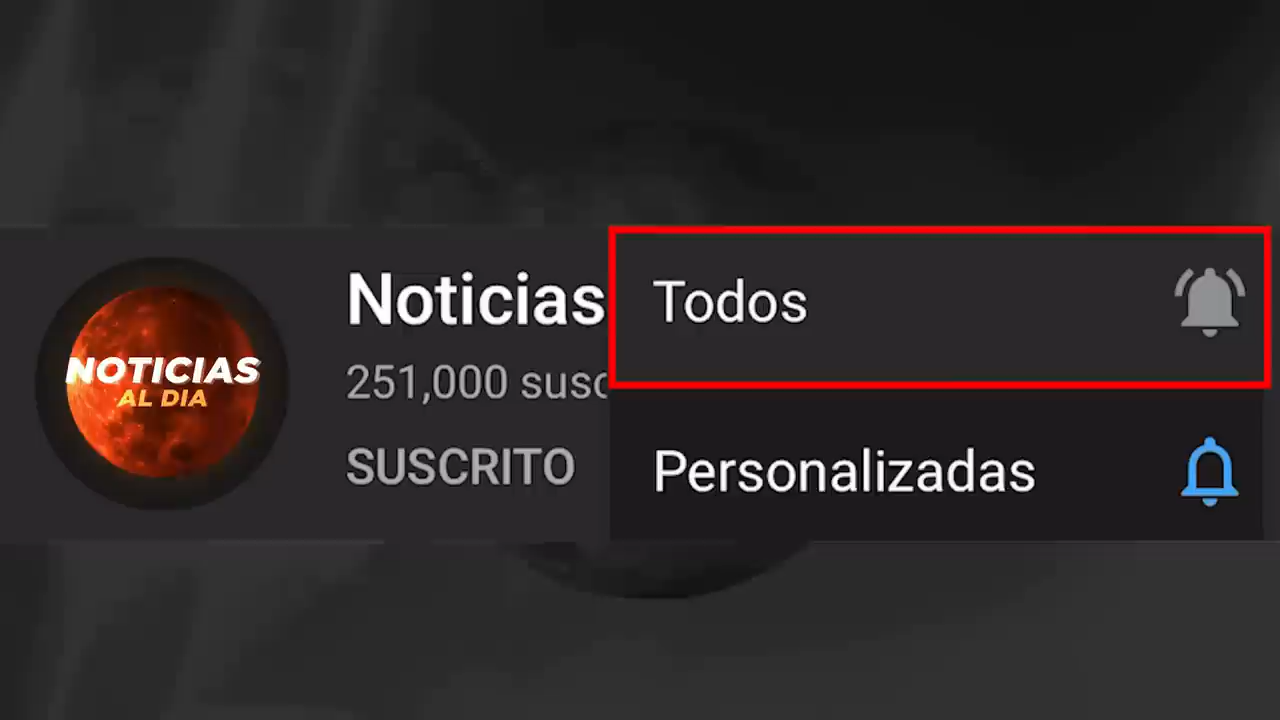 NOTICIAS
AL DIA
Noticias
251,000 susc
SUSCRITO
Todos
Personalizadas